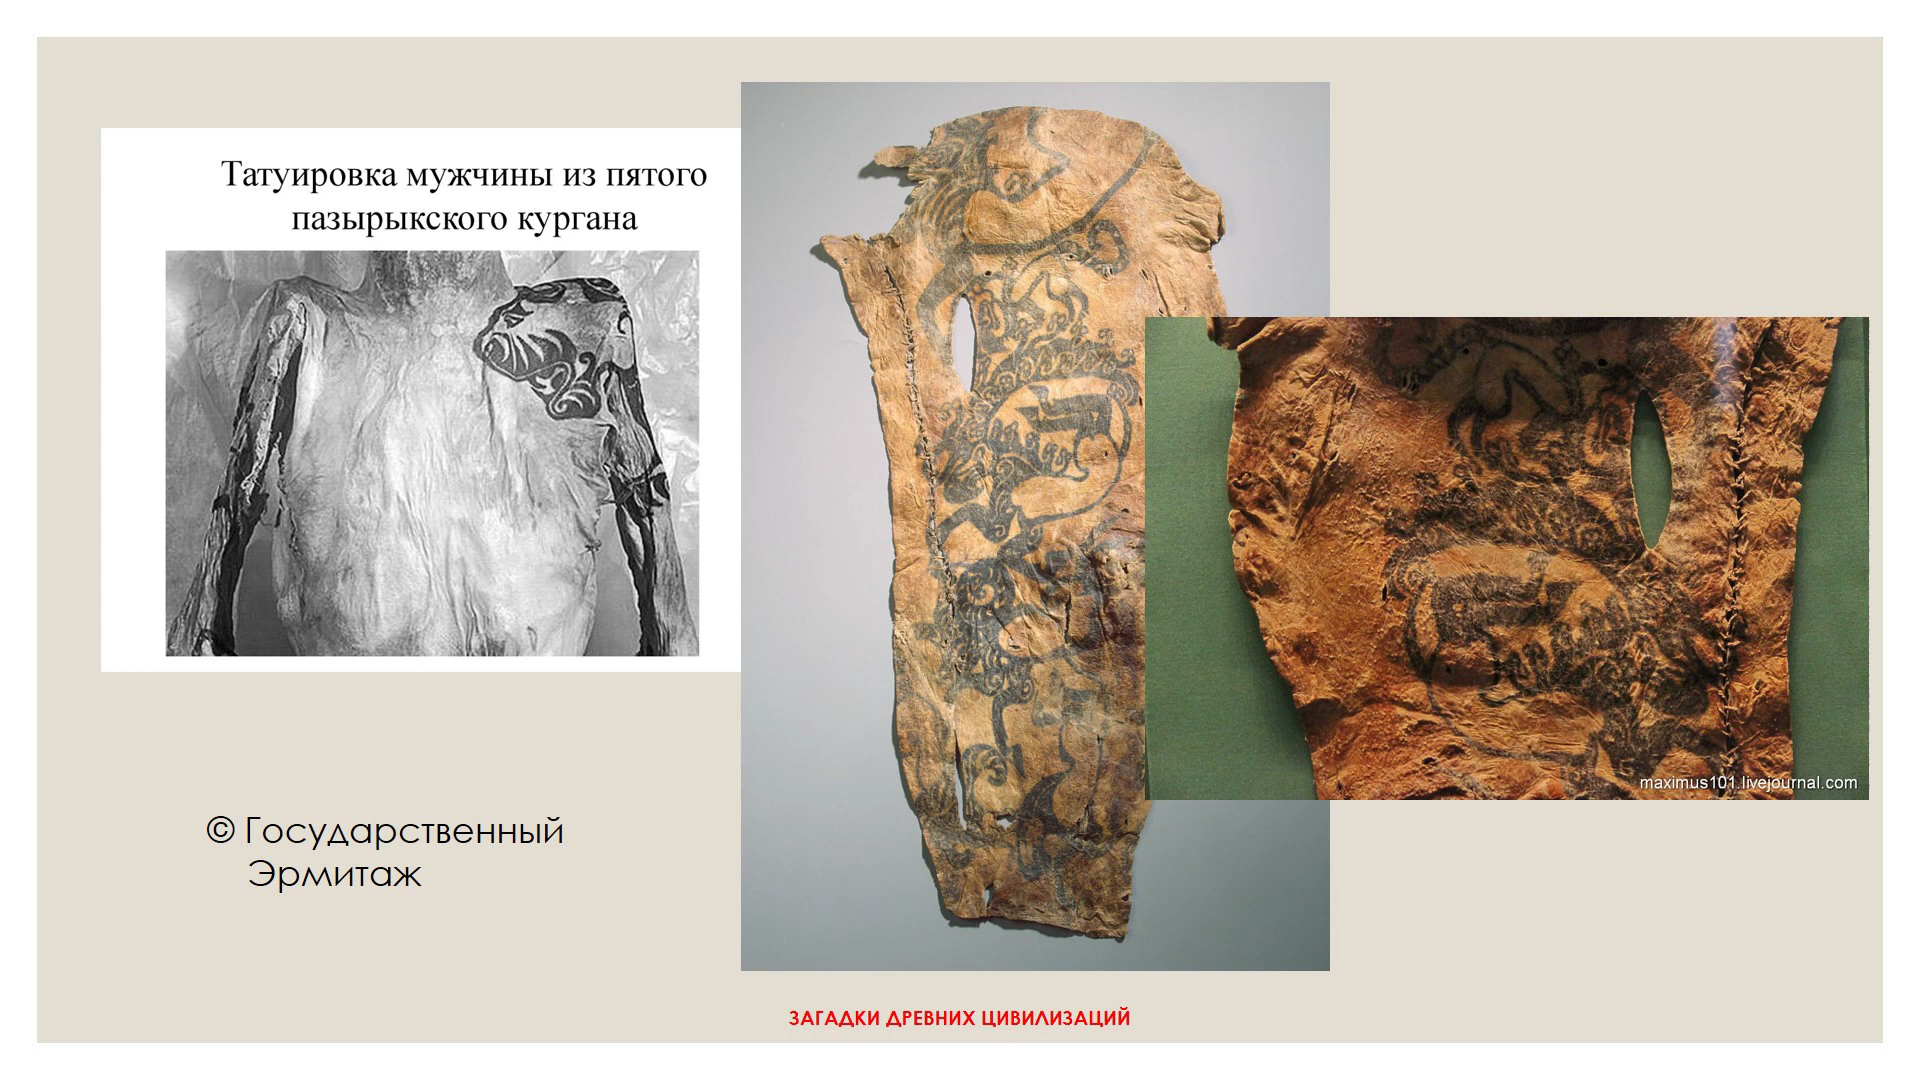 Татуировка мужчины из пятого
пазырыкского кургана
© Государственный
Эрмитаж
maximus101.livejournal.com
ЗАГАДКИ ДРЕВНИХ ЦИВИЛИЗАЦИЙ